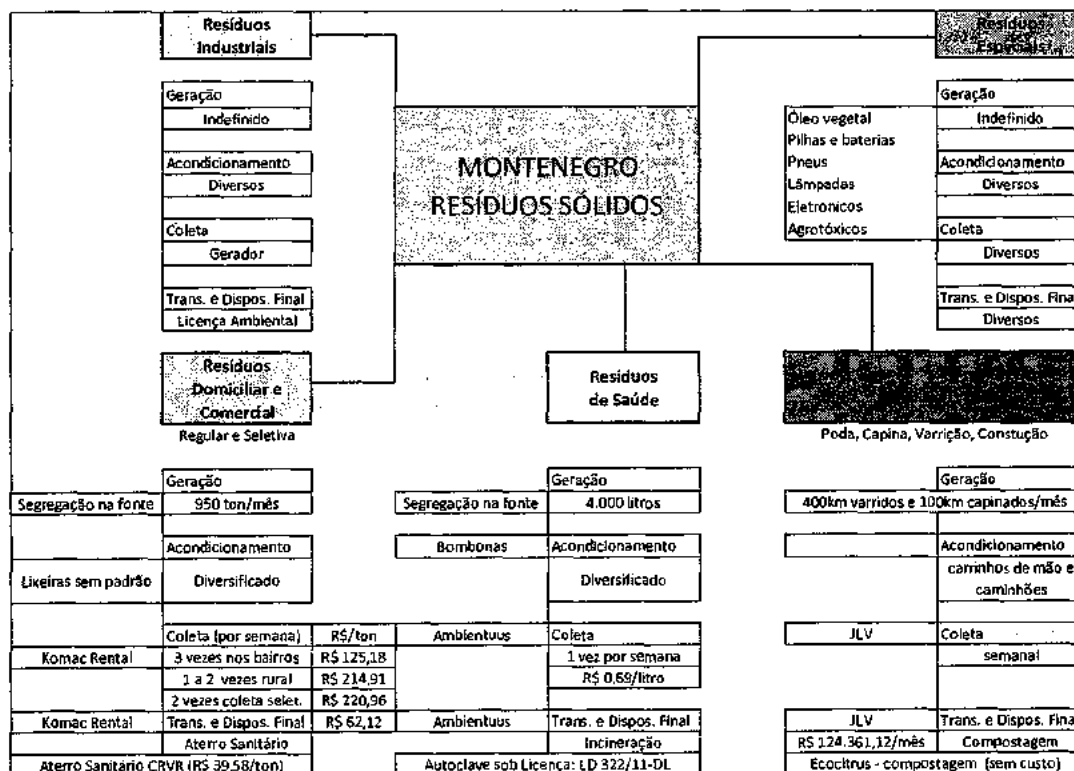 Resíduos
Industriais
Resíduos
Especiais
Geração
Indefinido
Acondicionamento
Diversos
Coleta
Gerador
Trans. e Dispos. Final
Licença Ambiental
MONTENEGRO
RESÍDUOS SÓLIDOS
Óleo vegetal
Pilhas e baterias
Pneus
Lâmpadas
Eletronicos
Agrotóxicos
Geração
Indefinido
Acondicionamento
Diversos
Coleta
Diversos
Trans. e Dispos. Fina
Diversos
Resíduos
Domiciliar e
Comercial
Regular e Seletiva
Resíduos
de Saúde
Poda, Capina, Varrição, Constução
Geração
Segregação na fonte 950 ton/mês
Acondicionamento
Lixeiras sem padrão Diversificado
Coleta (por semana) R$/ton
Komac Rental 3 vezes nos bairros R$ 125,18
1 a 2 vezes rural R$ 214,91
2 vezes coleta selet. R$ 220,96
Komac Rental Trans. e Dispos. Final R$ 62,12
Aterro Sanitário
Aterro Sanitário CRVR (R$ 39,58/ton)
Geração
Segregação na fonte 4.000 litros
Bombonas Acondicionamento
Diversificado
Ambientuus Coleta
1 vez por semana
R$ 0,69/litro
Ambientuus Trans. e Dispos. Final
Incineração
Autoclave sob Licença: LD 322/11-DL
Geração
400km varridos e 100km capinados/mês
Acondicionamento
carrinhos de mão e
caminhões
JLV Coleta
semanal
JLV Trans. e Dispos. Fina
R$ 124.361,12/mês Compostagem
Ecocitrus - compostagem (sem custo)